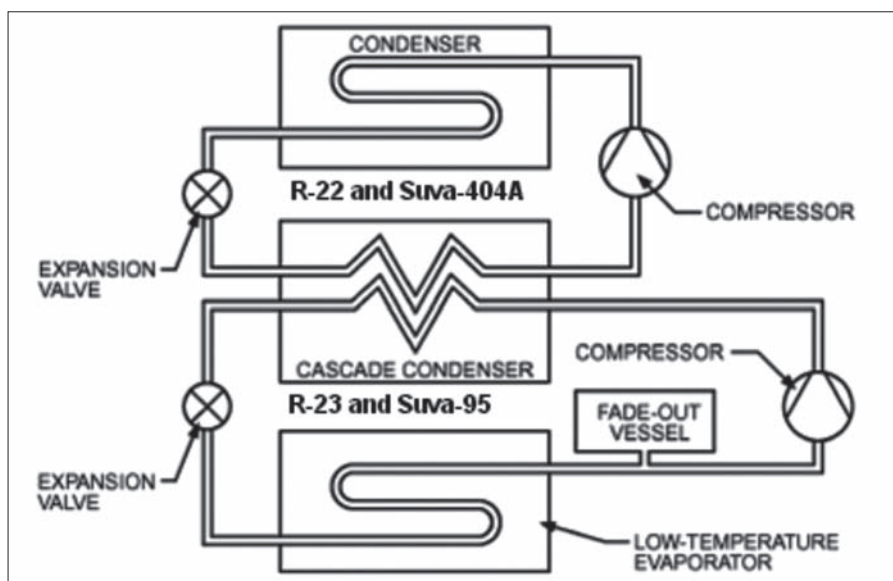 CONDENSER
R-22 and Suva-404A
COMPRESSOR
EXPANSION
VALVE
CASCADE CONDENSER
COMPRESSOR
R-23 and Suva-95
FADE-OUT
VESSEL
EXPANSION
VALVE
LOW-TEMPERATURE
EVAPORATOR